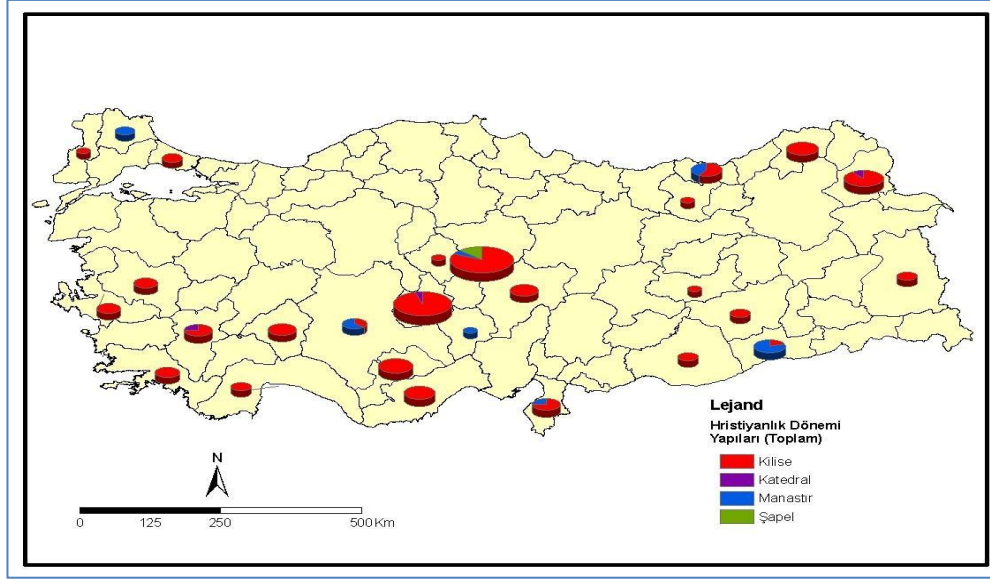 Lejand
Hristiyanlık Dönemi
Yapıları (Toplam)
Kilise
Katedral
Manastır
Şapel
N
0 125 250 500 Km